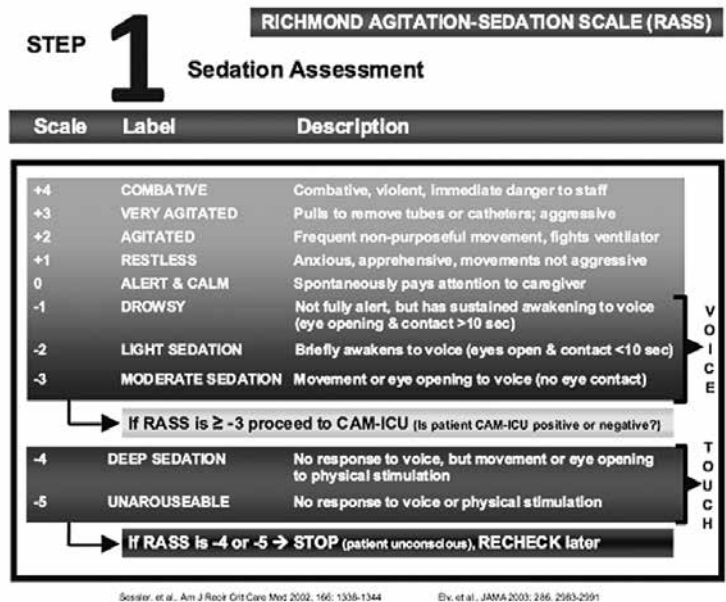 RICHMOND AGITATION-SEDATION SCALE (RASS)
STEP 1
Sedation Assessment
Scale Label Description
+4 COMBATIVE Combative, violent, immediate danger to staff
+3 VERY AGITATED Pulls to remove tubes or catheters; aggressive
+2 AGITATED Frequent non-purposeful movement, fights ventilator
+1 RESTLESS Anxious, apprehensive, movements not aggressive
0 ALERT & CALM Spontaneously pays attention to caregiver
-1 DROWSY Not fully alert, but has sustained awakening to voice
(eye opening & contact >10 sec)
-2 LIGHT SEDATION Briefly awakens to voice (eyes open & contact <10 sec)
-3 MODERATE SEDATION Movement or eye opening to voice (no eye contact)
VOICE
If RASS is ≥ -3 proceed to CAM-ICU (Is patient CAM-ICU positive or negative?)
-4 DEEP SEDATION No response to voice, but movement or eye opening
to physical stimulation
-5 UNAROUSEABLE No response to voice or physical stimulation
TOUCH
If RASS is -4 or -5 → STOP (patient unconscious), RECHECK later
Sessler, et al., Am J Repir Crit Care Med 2002, 166: 1338-1344 Ely, et al., JAMA 2003; 286, 2983-2991